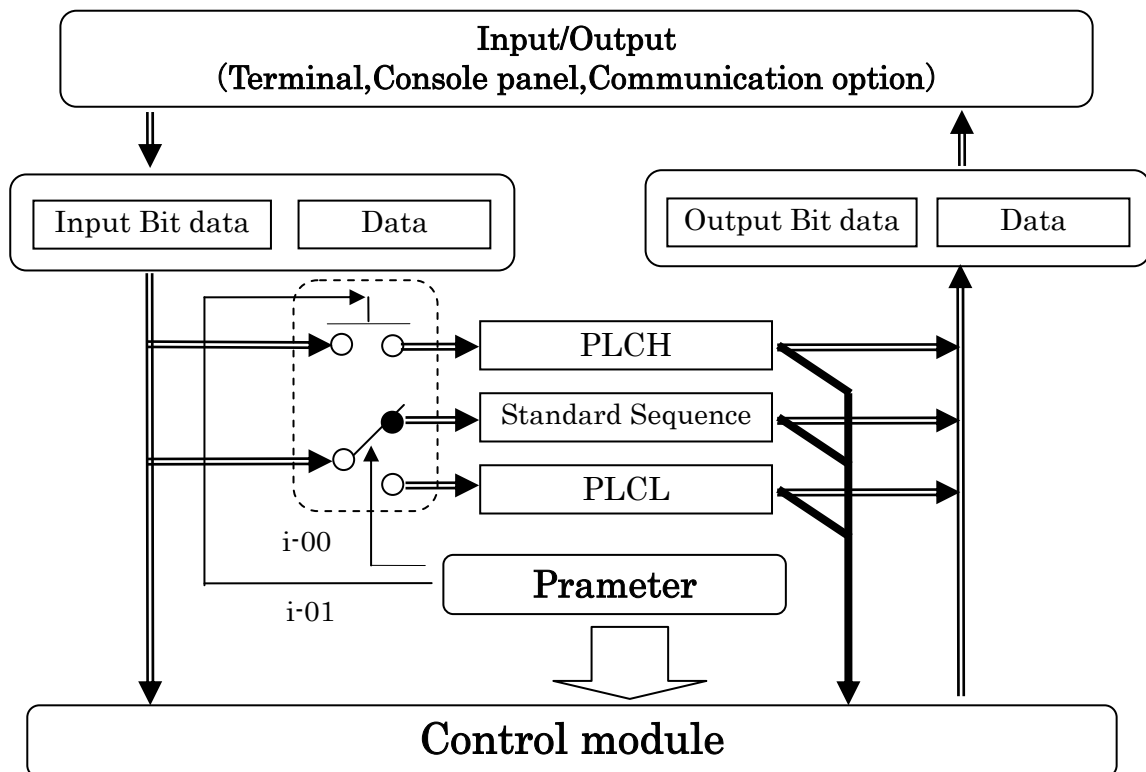 Input/Output
(Terminal,Console panel,Communication option)
Input Bit data
Data
Output Bit data
Data
PLCH
Standard Sequence
PLCL
i-00
Prameter
i-01
Control module